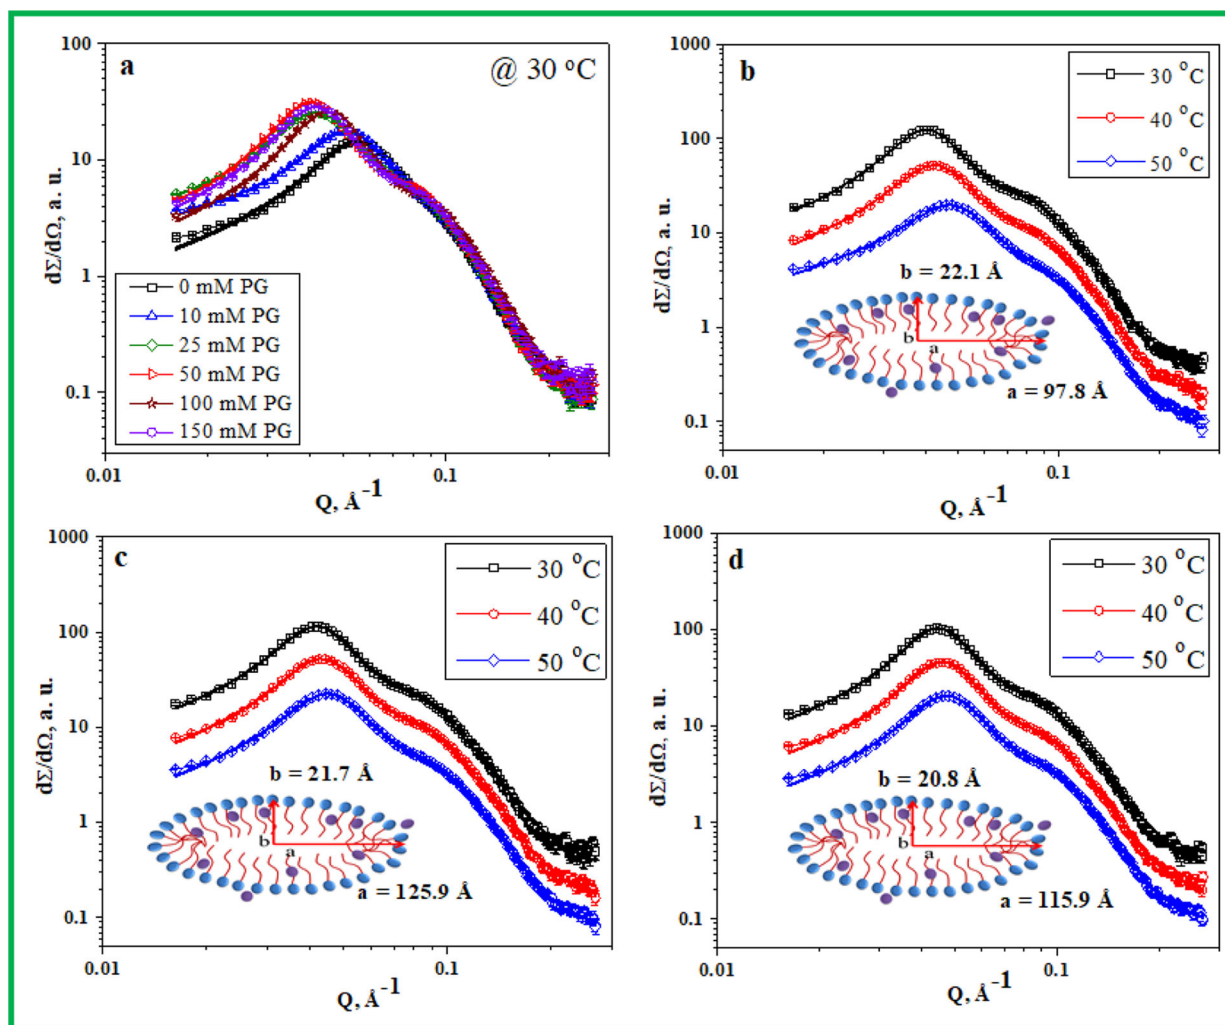 a
@ 30 °C
100
10
1
0.1
0.01
0.1
dΣ/dΩ, a. u.
Q, Å⁻¹
0 mM PG
10 mM PG
25 mM PG
50 mM PG
100 mM PG
150 mM PG
b
30 °C
40 °C
50 °C
1000
100
10
1
0.1
0.01
0.1
dΣ/dΩ, a. u.
Q, Å⁻¹
b = 22.1 Å
b
a
a = 97.8 Å
c
30 °C
40 °C
50 °C
1000
100
10
1
0.1
0.01
0.1
dΣ/dΩ, a. u.
Q, Å⁻¹
b = 21.7 Å
b
a
a = 125.9 Å
d
30 °C
40 °C
50 °C
1000
100
10
1
0.1
0.01
0.1
dΣ/dΩ, a. u.
Q, Å⁻¹
b = 20.8 Å
b
a
a = 115.9 Å